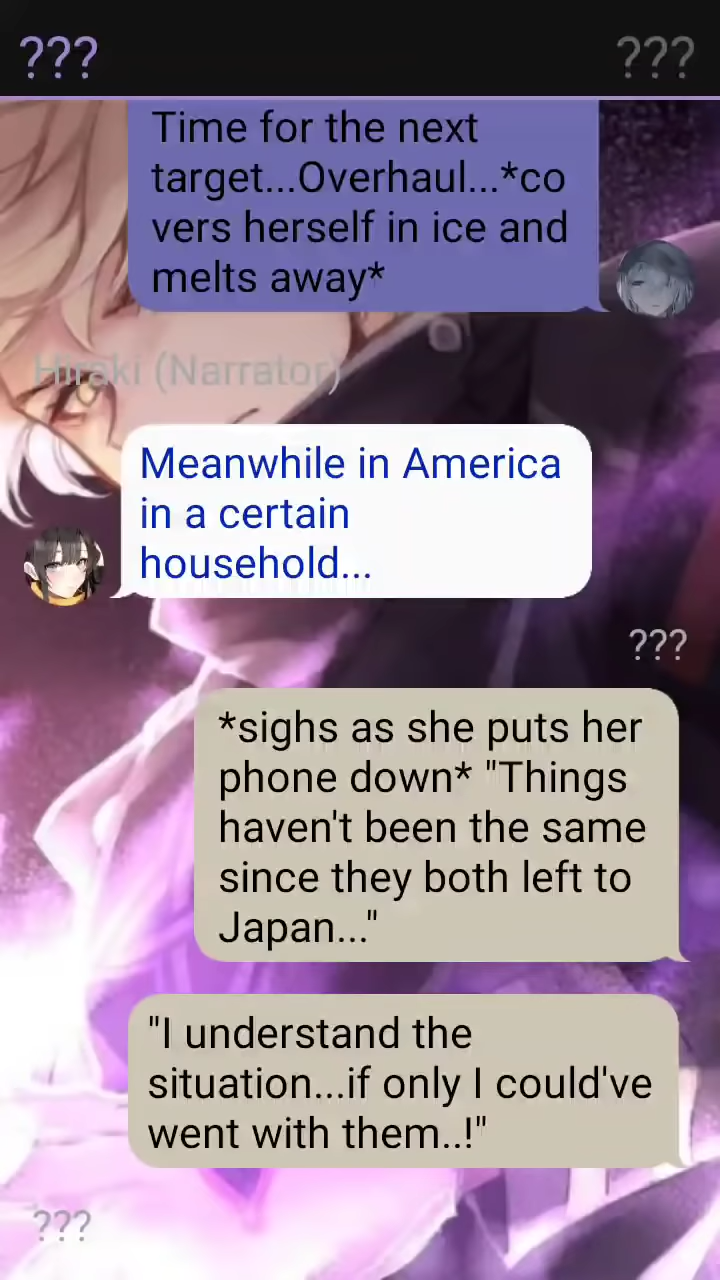 ???
???
Time for the next
target...Overhaul...*co
vers herself in ice and
melts away*
Hiraki (Narrator)
Meanwhile in America
in a certain
household...
???
*sighs as she puts her
phone down* "Things
haven't been the same
since they both left to
Japan..."
"I understand the
situation...if only I could've
went with them..!"
???